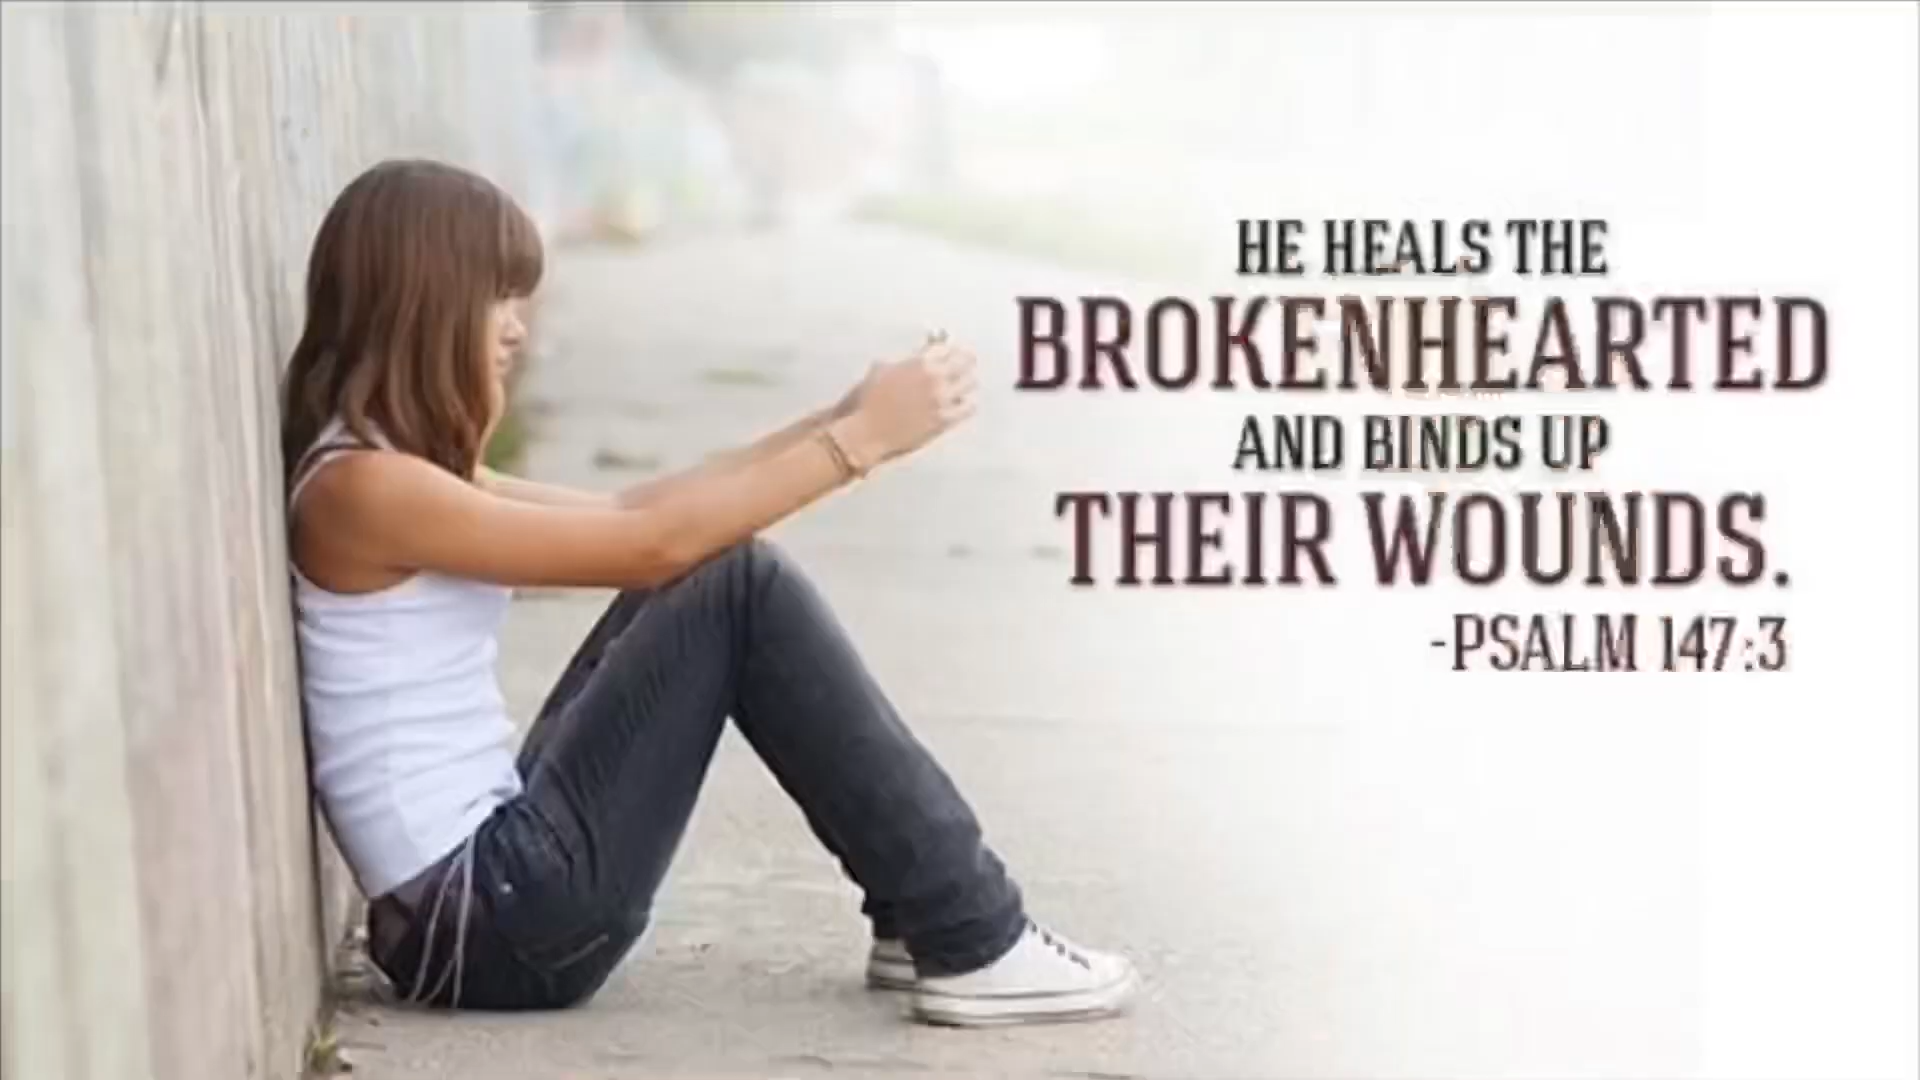 HE HEALS THE
BROKENHEARTED
AND BINDS UP
THEIR WOUNDS.
-PSALM 147:3